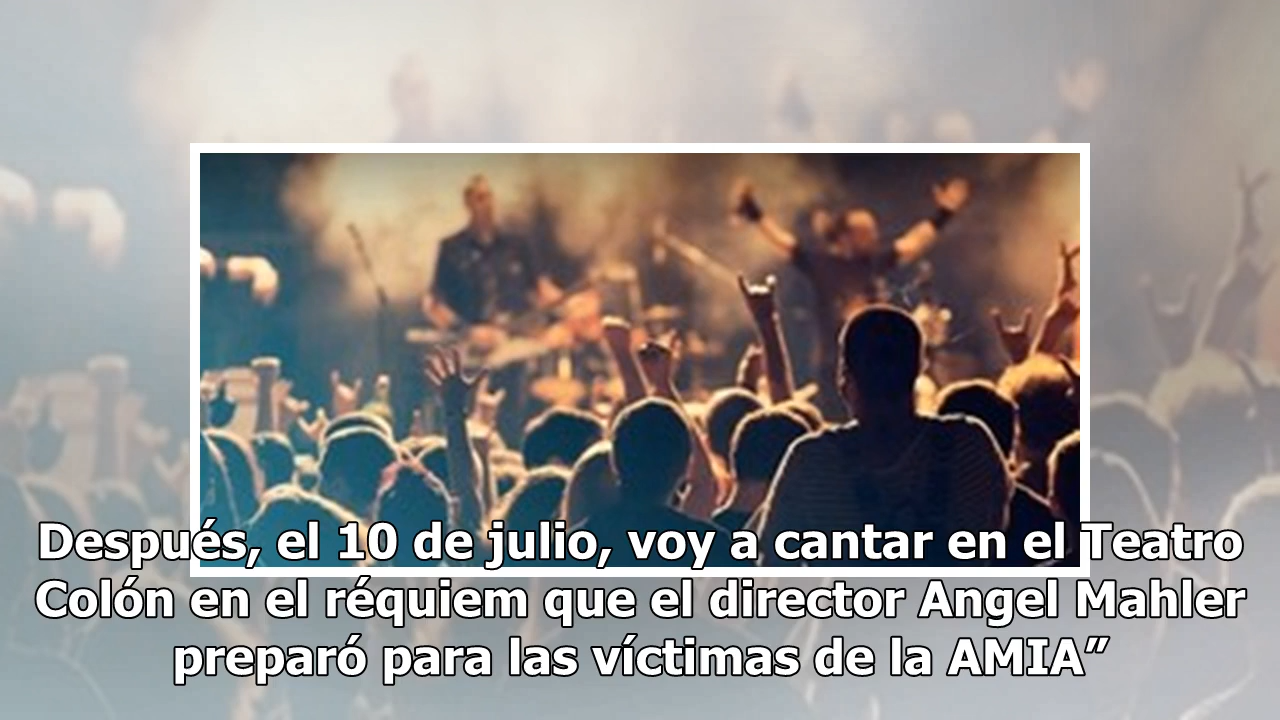 Después, el 10 de julio, voy a cantar en el Teatro
Colón en el réquiem que el director Angel Mahler
preparó para las víctimas de la AMIA”